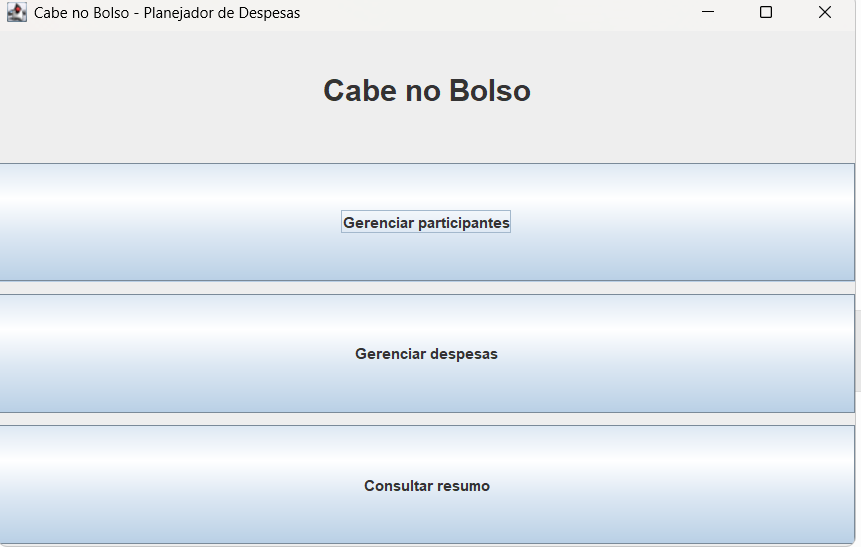 Cabe no Bolso - Planejador de Despesas
Cabe no Bolso
Gerenciar participantes
Gerenciar despesas
Consultar resumo